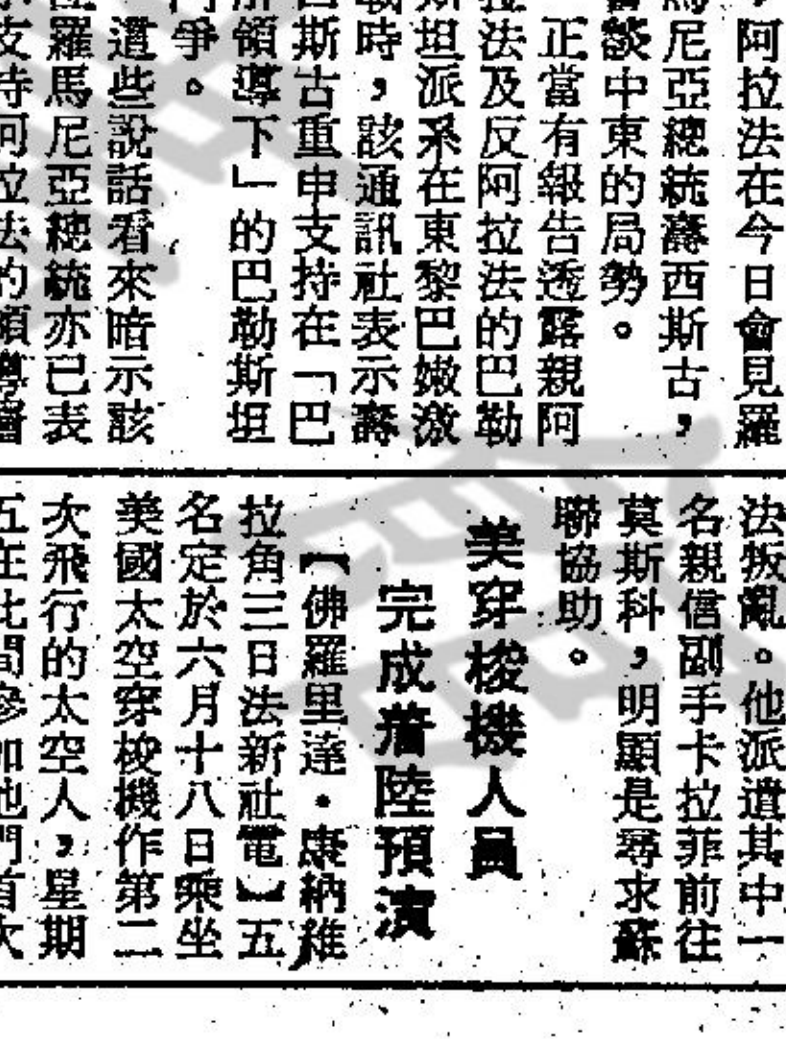 ，阿拉法在今日會見羅
馬尼亞總統壽西斯古，
會談中東的局勢。
正當有報告透露親阿
拉法及反阿拉法的巴勒
斯坦派系在東黎巴嫩激
戰時，該通訊社表示壽
西斯古重申支持在「巴
解領導下」的巴勒斯坦
鬥爭。
這些說話看來暗示該
羅馬尼亞總統亦已表
支持阿拉法的領導層
法叛亂。他派遣其中一
名親信副手卡拉菲前往
莫斯科，明顯是尋求蘇
聯協助。
美穿梭機人員
完成着陸預演
【佛羅里達·康納維
拉角三日法新社電】五
名定於六月十八日乘坐
美國太空穿梭機作第二
次飛行的太空人，星期
五在此間參加他們首次